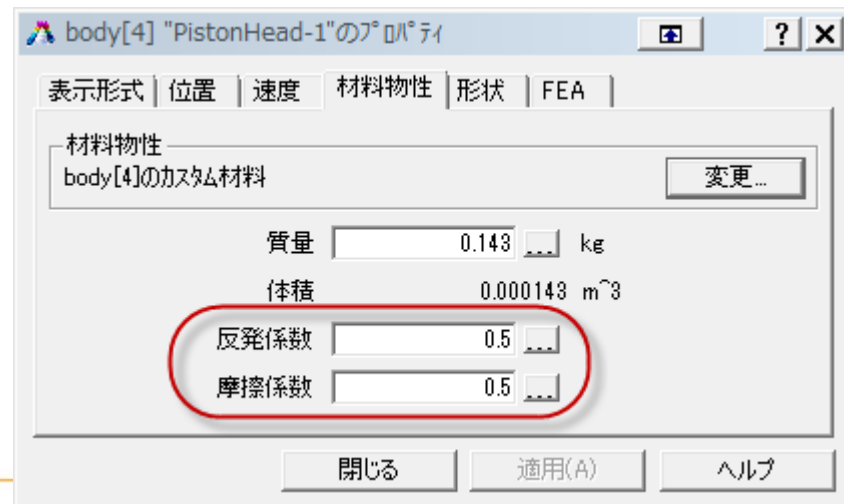 body[4] "PistonHead-1"のﾌﾟﾛﾊﾟﾃｨ
? X
表示形式 位置 速度 材料物性 形状 FEA
材料物性
body[4]のｶｽﾀﾑ材料
変更...
質量 0.143 ... kg
体積 0.000143 m^3
反発係数 0.5 ...
摩擦係数 0.5 ...
閉じる 適用(A) ヘルプ